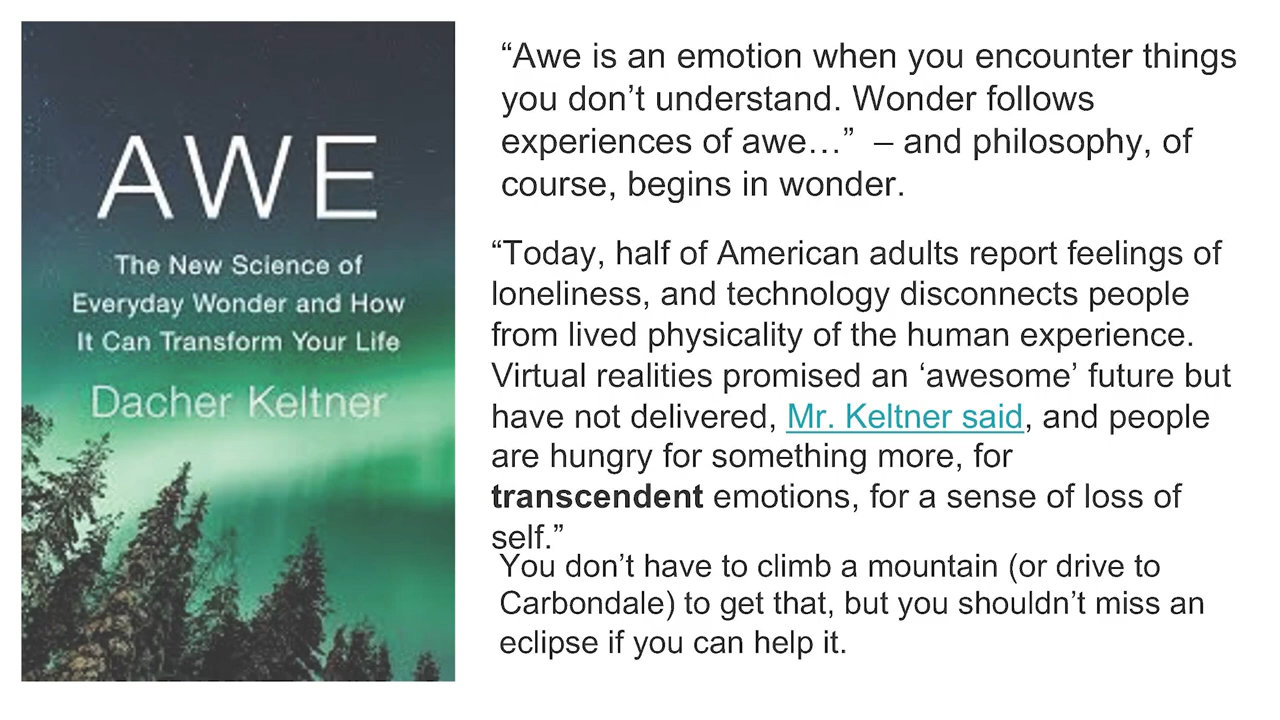 AWE
The New Science of
Everyday Wonder and How
It Can Transform Your Life
Dacher Keltner
“Awe is an emotion when you encounter things
you don’t understand. Wonder follows
experiences of awe…”  – and philosophy, of
course, begins in wonder.
“Today, half of American adults report feelings of
loneliness, and technology disconnects people
from lived physicality of the human experience.
Virtual realities promised an ‘awesome’ future but
have not delivered, Mr. Keltner said, and people
are hungry for something more, for
transcendent emotions, for a sense of loss of
self.”
You don’t have to climb a mountain (or drive to
Carbondale) to get that, but you shouldn’t miss an
eclipse if you can help it.